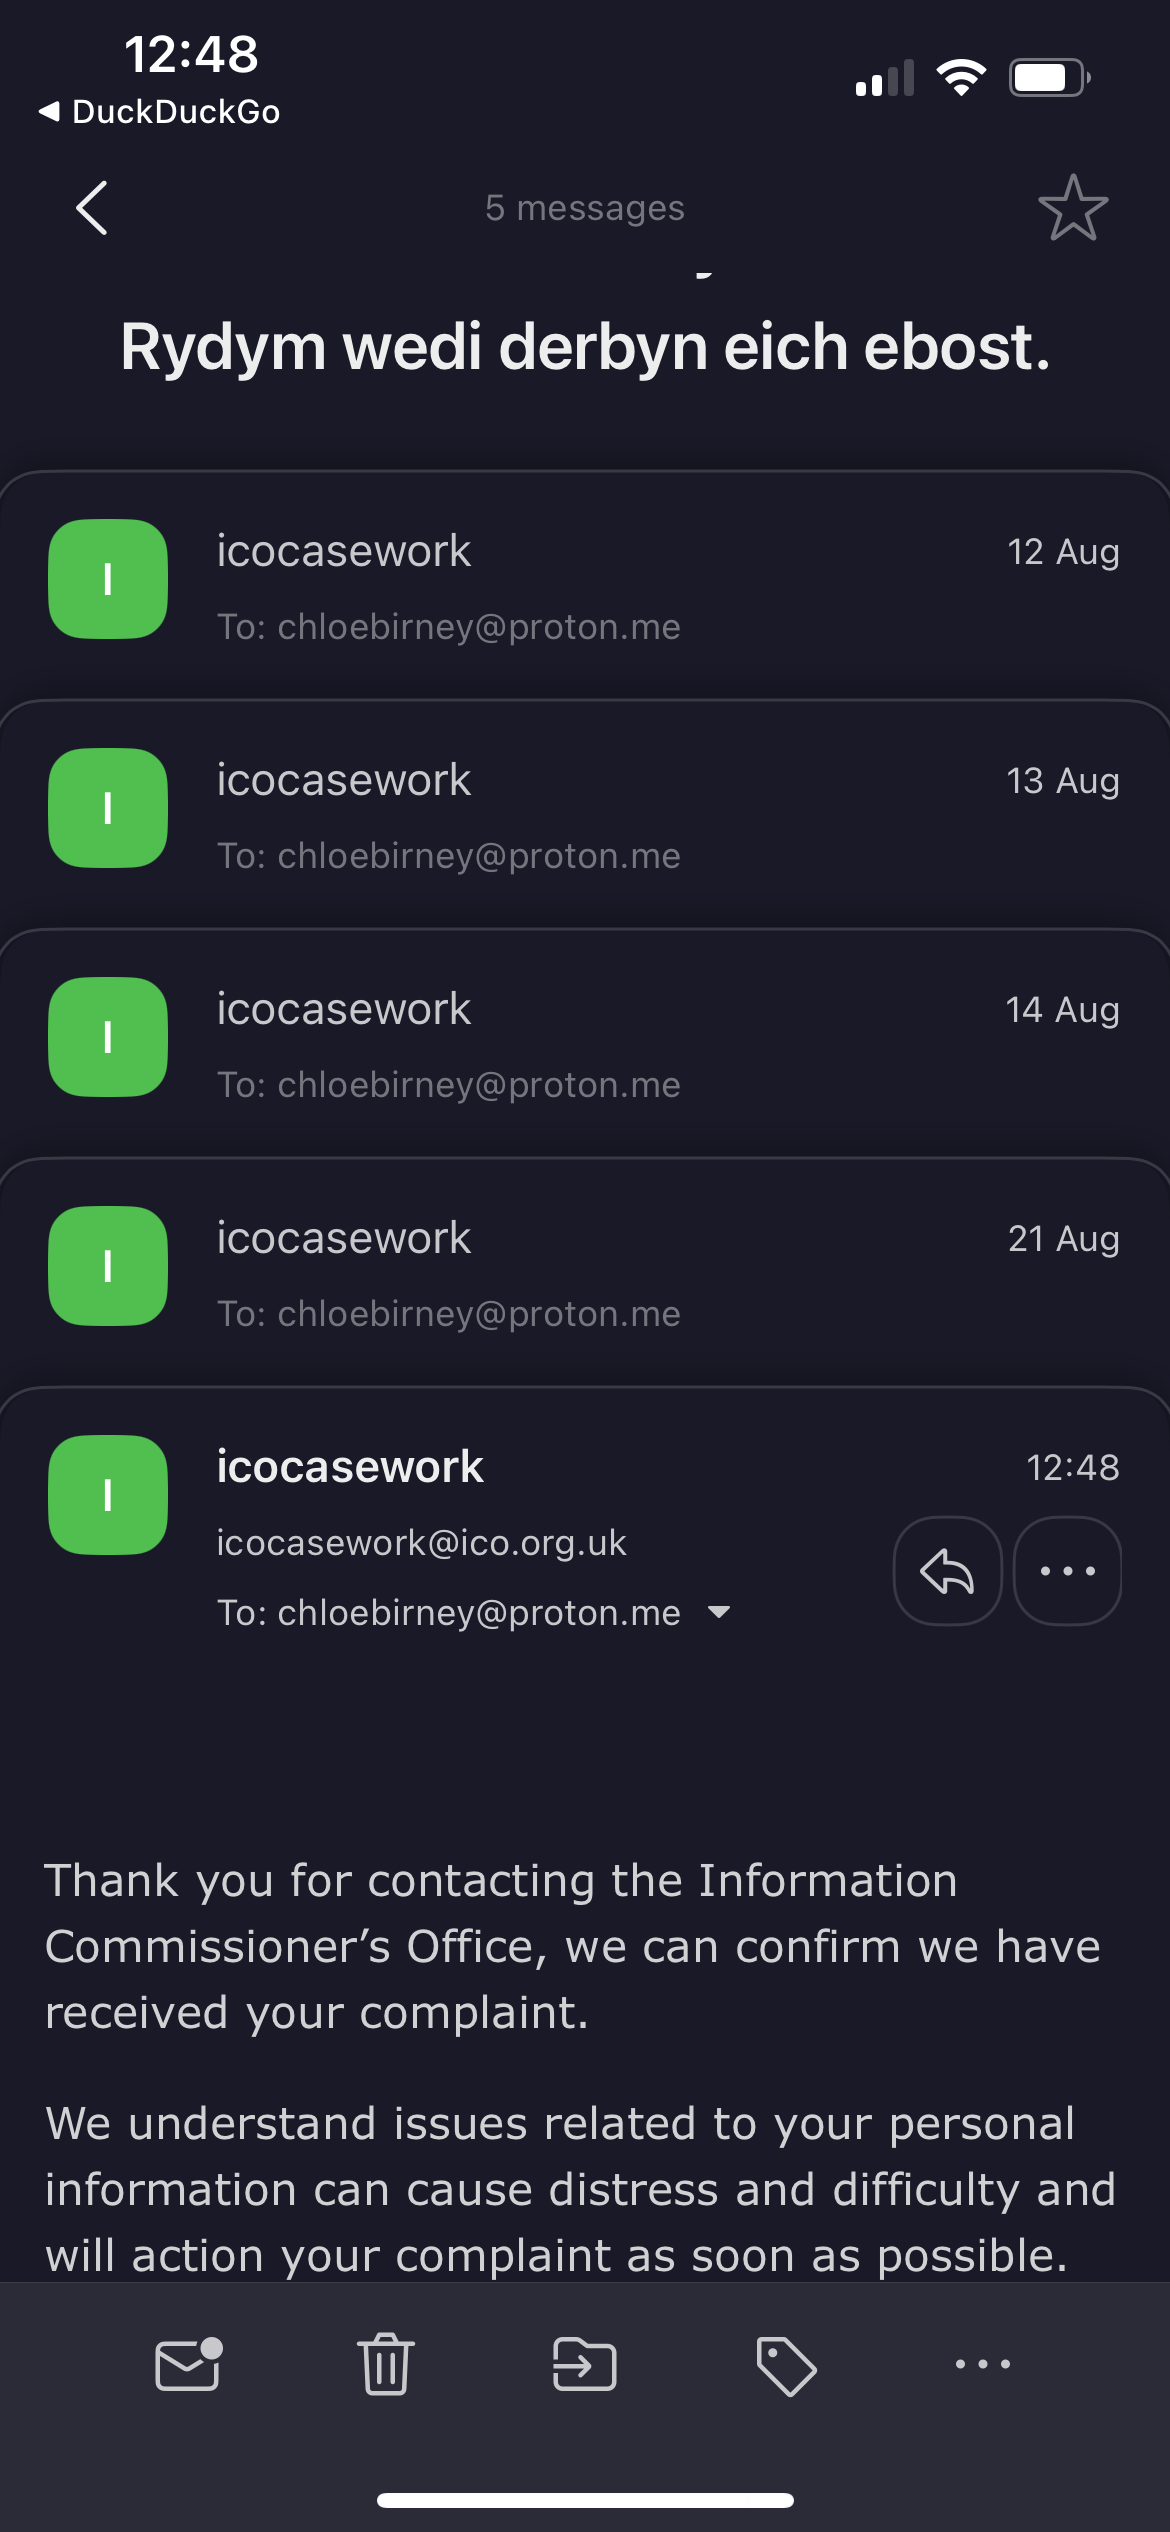 12:48
◀ DuckDuckGo
5 messages
Rydym wedi derbyn eich ebost.
I
icocasework
12 Aug
To: chloebirney@proton.me
I
icocasework
13 Aug
To: chloebirney@proton.me
I
icocasework
14 Aug
To: chloebirney@proton.me
I
icocasework
21 Aug
To: chloebirney@proton.me
I
icocasework
12:48
icocasework@ico.org.uk
To: chloebirney@proton.me
Thank you for contacting the Information
Commissioner’s Office, we can confirm we have
received your complaint.
We understand issues related to your personal
information can cause distress and difficulty and
will action your complaint as soon as possible.